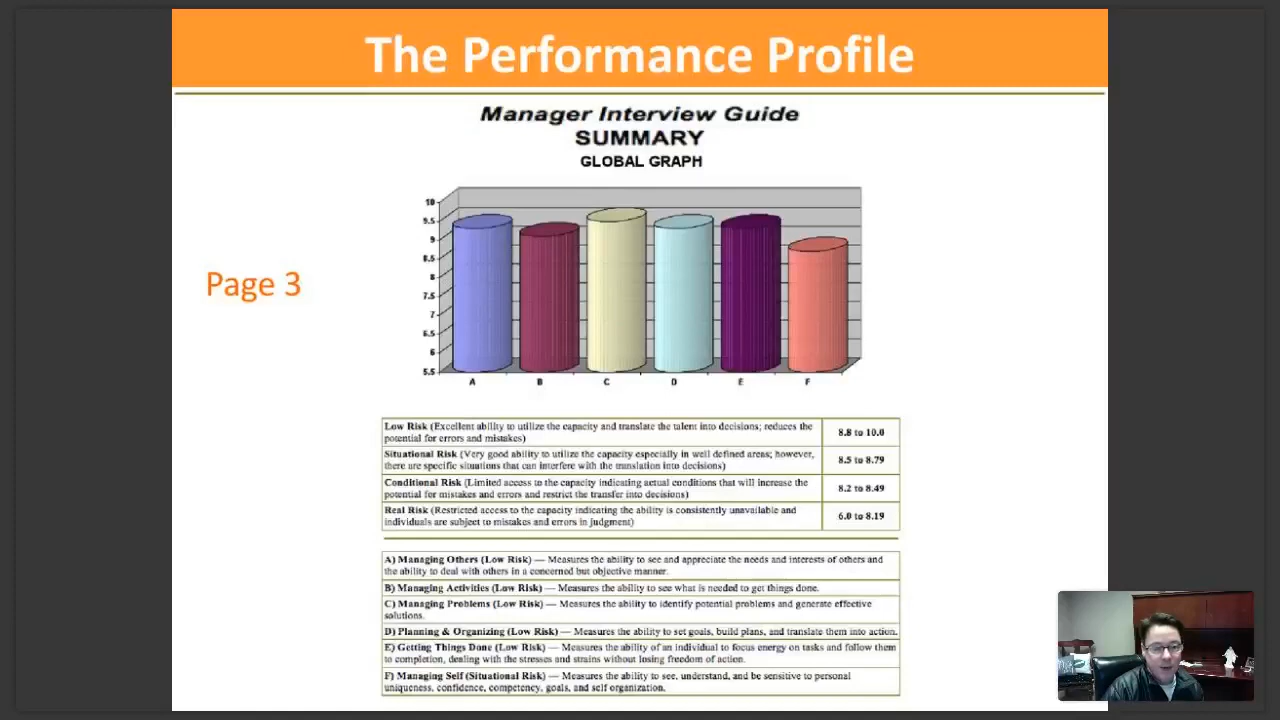 The Performance Profile
Manager Interview Guide
SUMMARY
GLOBAL GRAPH
Page 3
10
9.5
9
8.5
8
7.5
7
6.5
6
5.5
A B C D E F
Low Risk (Excellent ability to utilize the capacity and translate the talent into decisions; reduces the
potential for errors and mistakes)
8.8 to 10.0
Situational Risk (Very good ability to utilize the capacity especially in well defined areas; however,
there are specific situations that can interfere with the translation into decisions)
8.5 to 8.79
Conditional Risk (Limited access to the capacity indicating actual conditions that will increase the
potential for mistakes and errors and restrict the transfer into decisions)
8.2 to 8.49
Real Risk (Restricted access to the capacity indicating the ability is consistently unavailable and
individuals are subject to mistakes and errors in judgment)
6.0 to 8.19
A) Managing Others (Low Risk) — Measures the ability to see and appreciate the needs and interests of others and
the ability to deal with others in a concerned but objective manner.
B) Managing Activities (Low Risk) — Measures the ability to see what is needed to get things done.
C) Managing Problems (Low Risk) — Measures the ability to identify potential problems and generate effective
solutions.
D) Planning & Organizing (Low Risk) — Measures the ability to set goals, build plans, and translate them into action.
E) Getting Things Done (Low Risk) — Measures the ability of an individual to focus energy on tasks and follow them
to completion, dealing with the stresses and strains without losing freedom of action.
F) Managing Self (Situational Risk) — Measures the ability to see, understand, and be sensitive to personal
uniqueness, confidence, competency, goals, and self organization.